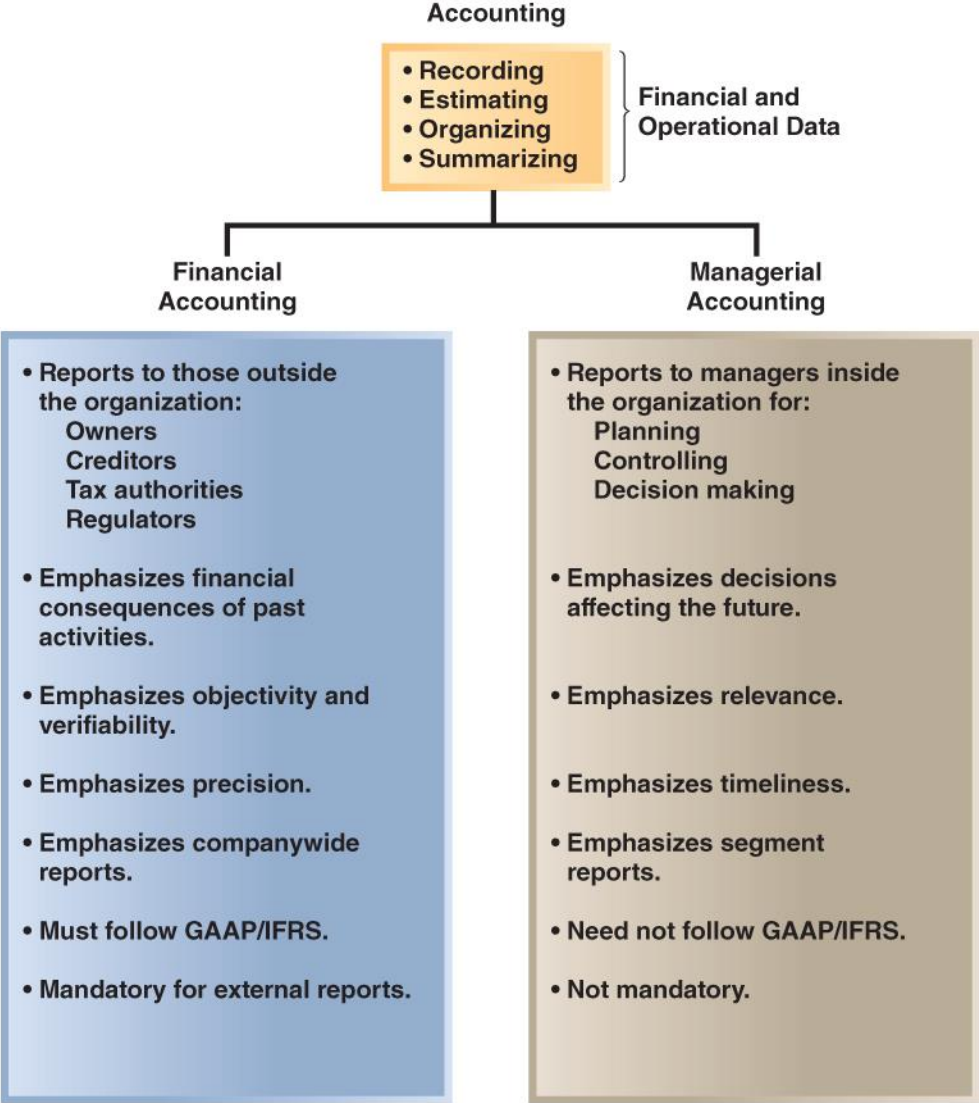 Accounting
• Recording
• Estimating
• Organizing
• Summarizing
Financial and
Operational Data
Financial
Accounting
• Reports to those outside
the organization:
Owners
Creditors
Tax authorities
Regulators
• Emphasizes financial
consequences of past
activities.
• Emphasizes objectivity and
verifiability.
• Emphasizes precision.
• Emphasizes companywide
reports.
• Must follow GAAP/IFRS.
• Mandatory for external reports.
Managerial
Accounting
• Reports to managers inside
the organization for:
Planning
Controlling
Decision making
• Emphasizes decisions
affecting the future.
• Emphasizes relevance.
• Emphasizes timeliness.
• Emphasizes segment
reports.
• Need not follow GAAP/IFRS.
• Not mandatory.